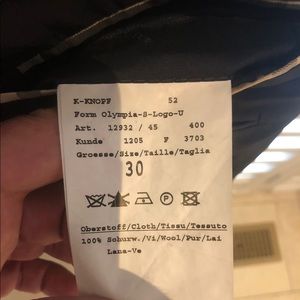 K-KNOPF 52
Form Olympia-S-Logo-U
Art. 12932 / 45 400
Kunde 1205 F 3703
Groesse/Size/Taille/Taglia
30
Oberstoff/Cloth/Tissu/Tessuto
100% Schurw./Vi/Wool/Pur/Lai
Lana-Ve